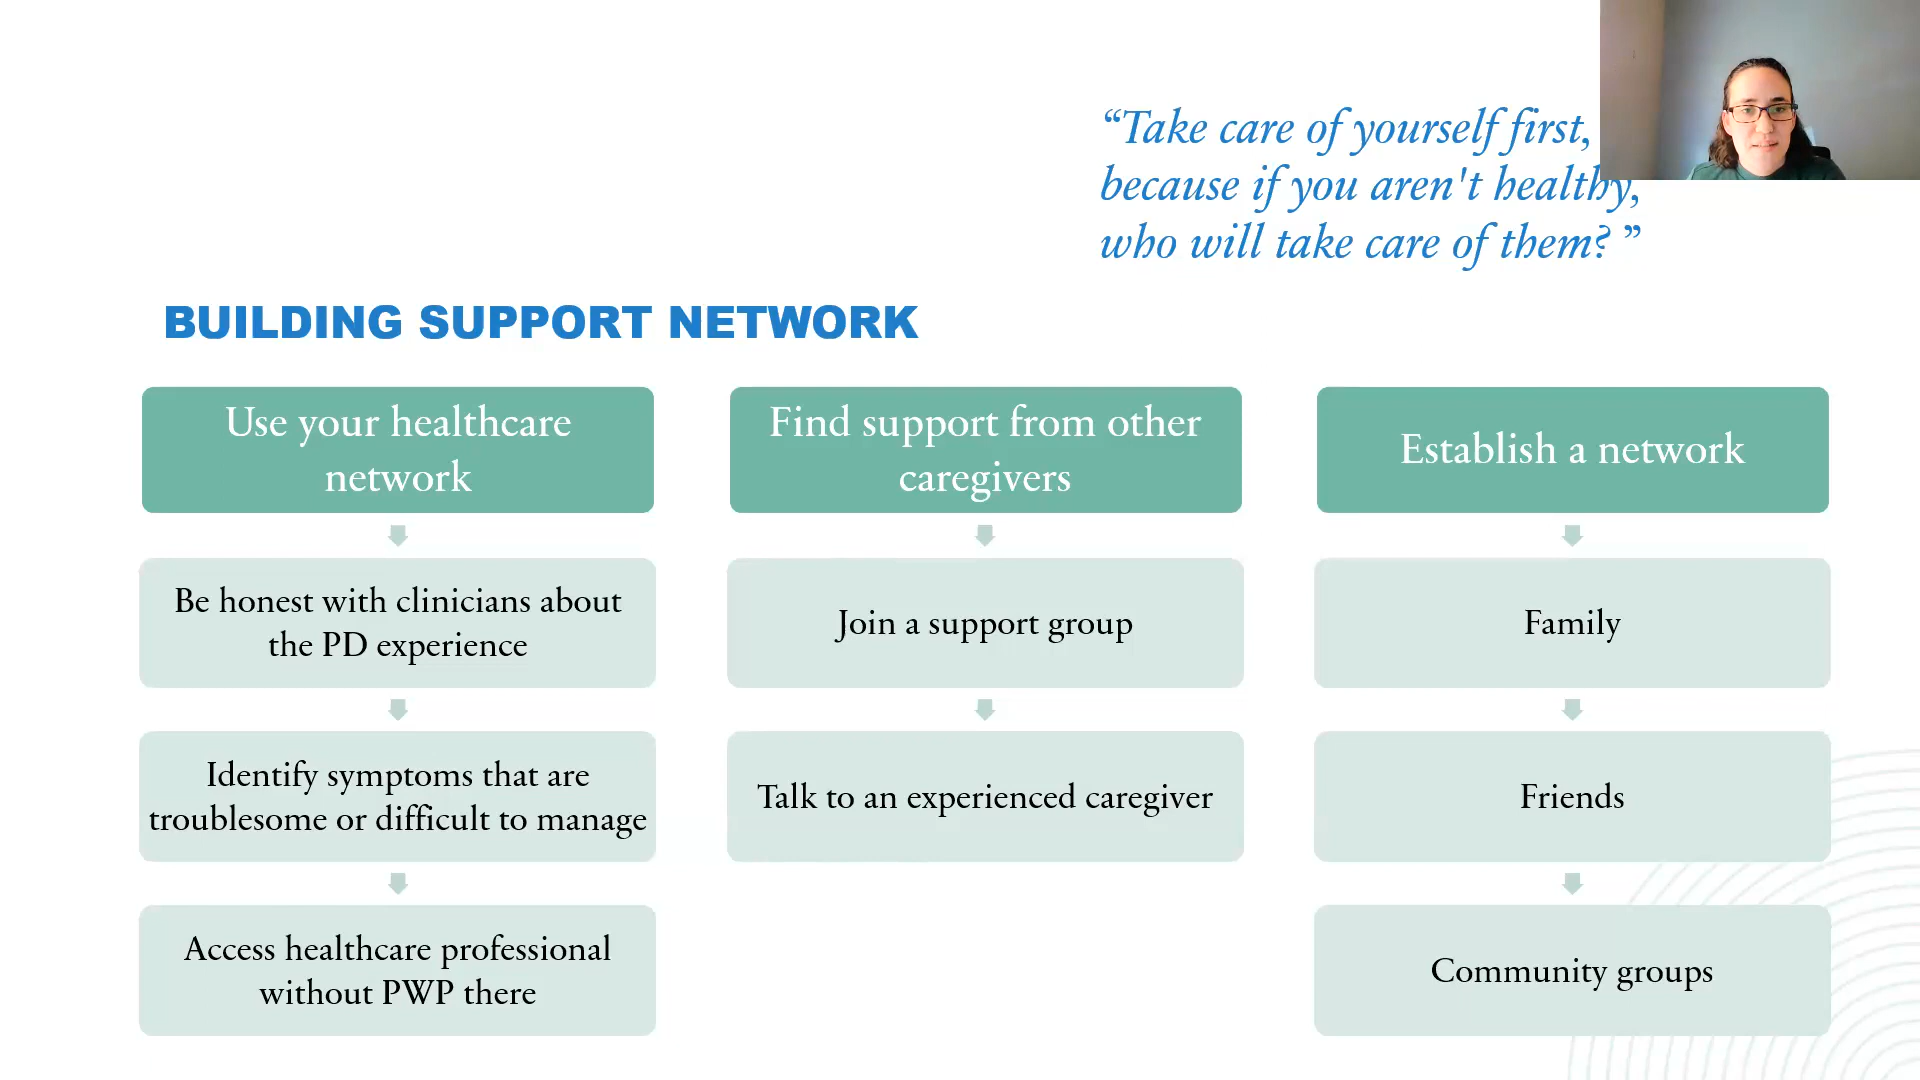 “Take care of yourself first,
because if you aren't healthy,
who will take care of them? ”
BUILDING SUPPORT NETWORK
Use your healthcare
network
Be honest with clinicians about
the PD experience
Identify symptoms that are
troublesome or difficult to manage
Access healthcare professional
without PWP there
Find support from other
caregivers
Join a support group
Talk to an experienced caregiver
Establish a network
Family
Friends
Community groups